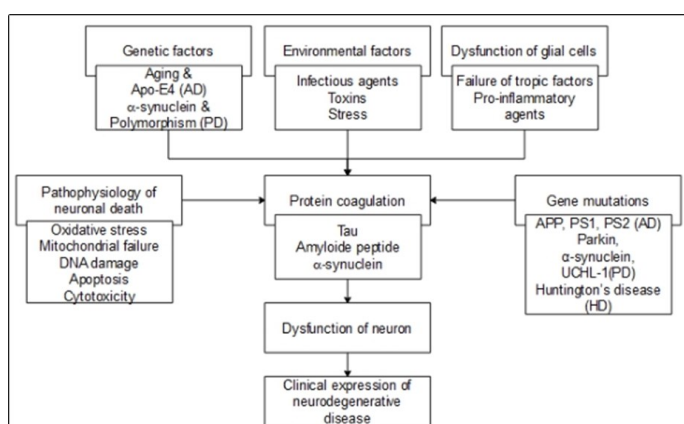 Genetic factors
Aging &
Apo-E4 (AD)
α-synuclein &
Polymorphism (PD)
Environmental factors
Infectious agents
Toxins
Stress
Dysfunction of glial cells
Failure of tropic factors
Pro-inflammatory
agents
Pathophysiology of
neuronal death
Oxidative stress
Mitochondrial failure
DNA damage
Apoptosis
Cytotoxicity
Protein coagulation
Tau
Amyloide peptide
α-synuclein
Gene muutations
APP, PS1, PS2 (AD)
Parkin,
α-synuclein,
UCHL-1(PD)
Huntington's disease
(HD)
Dysfunction of neuron
Clinical expression of
neurodegenerative
disease